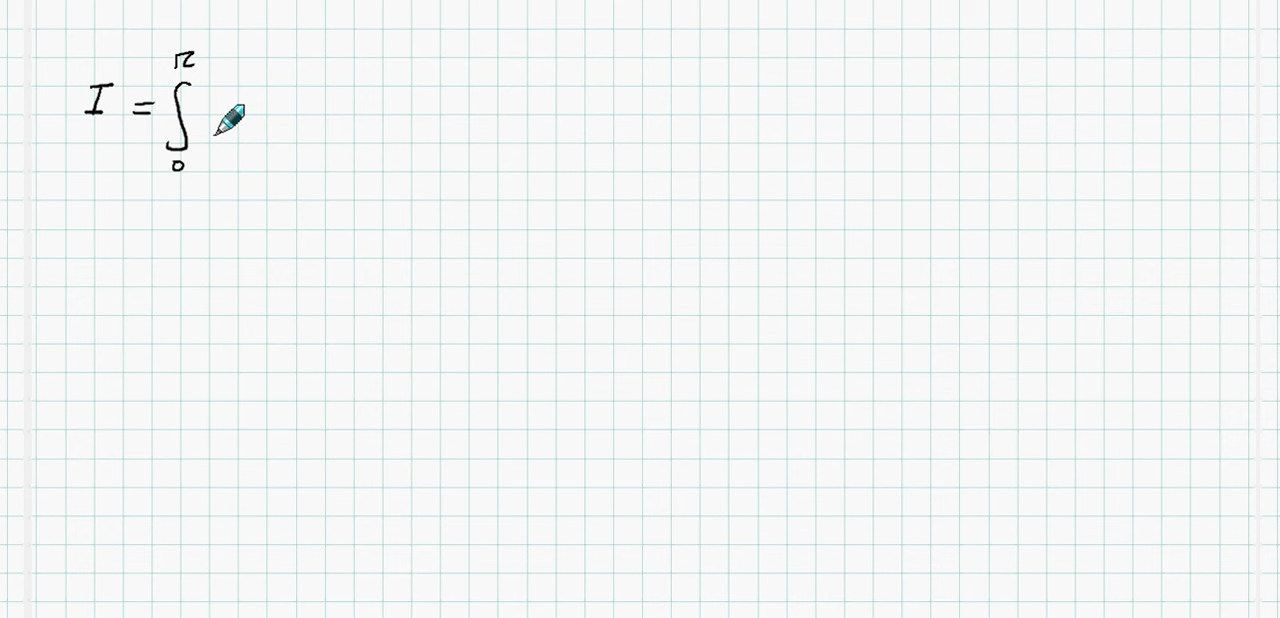 I = ∫₀^π